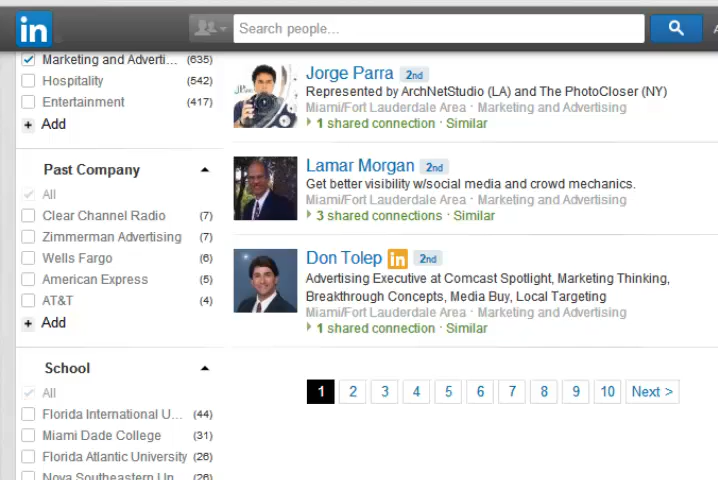 in
Search people...
Marketing and Adverti... (635)
Hospitality (542)
Entertainment (417)
+ Add
Past Company
All
Clear Channel Radio (7)
Zimmerman Advertising (7)
Wells Fargo (6)
American Express (5)
AT&T (4)
+ Add
School
All
Florida International U... (44)
Miami Dade College (31)
Florida Atlantic University (26)
Nova Southeastern Un... (26)
Jorge Parra 2nd
Represented by ArchNetStudio (LA) and The PhotoCloser (NY)
Miami/Fort Lauderdale Area · Marketing and Advertising
1 shared connection · Similar
Lamar Morgan 2nd
Get better visibility w/social media and crowd mechanics.
Miami/Fort Lauderdale Area · Marketing and Advertising
3 shared connections · Similar
Don Tolep in 2nd
Advertising Executive at Comcast Spotlight, Marketing Thinking,
Breakthrough Concepts, Media Buy, Local Targeting
Miami/Fort Lauderdale Area · Marketing and Advertising
1 shared connection · Similar
1 2 3 4 5 6 7 8 9 10 Next >